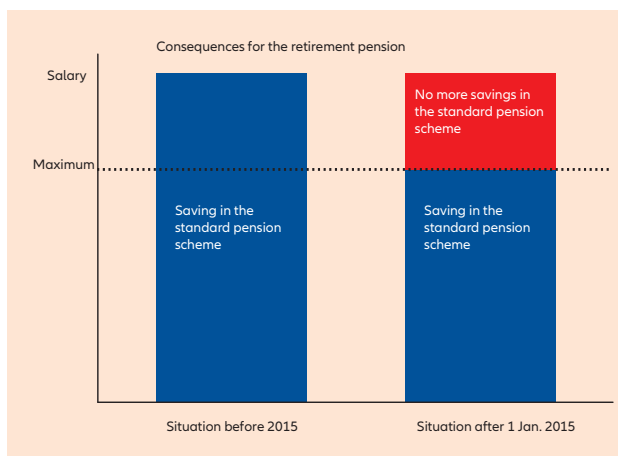 Consequences for the retirement pension
Salary
No more savings in
the standard pension
scheme
Maximum
Saving in the
standard pension
scheme
Saving in the
standard pension
scheme
Situation before 2015
Situation after 1 Jan. 2015